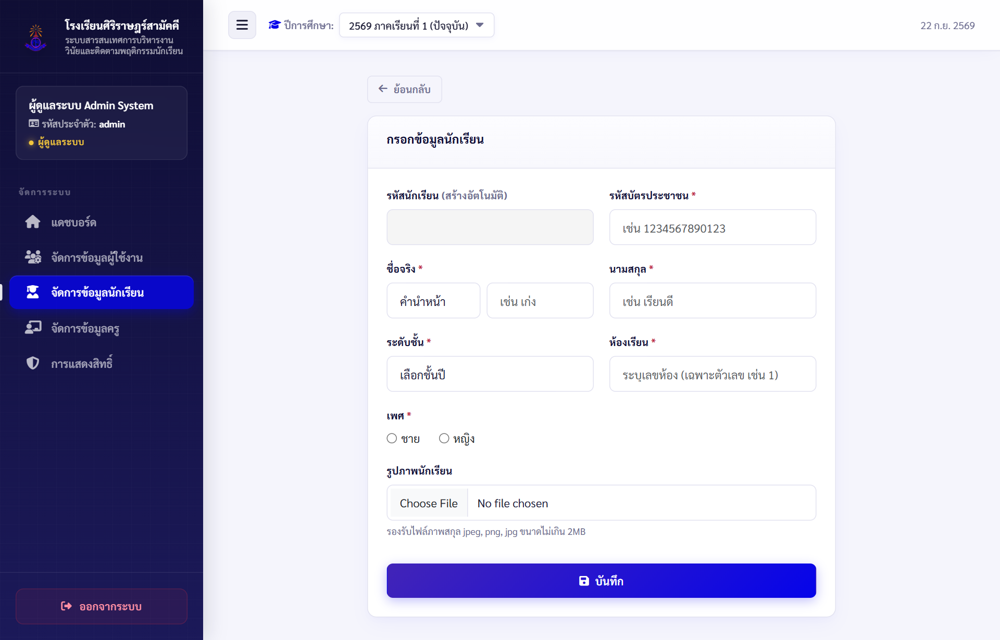 โรงเรียนศิริราษฎร์สามัคคี
ระบบสารสนเทศการบริหารงาน
วินัยและติดตามพฤติกรรมนักเรียน
ผู้ดูแลระบบ Admin System
รหัสประจำตัว: admin
ผู้ดูแลระบบ
จัดการระบบ
แดชบอร์ด
จัดการข้อมูลผู้ใช้งาน
จัดการข้อมูลนักเรียน
จัดการข้อมูลครู
การแสดงสิทธิ์
ออกจากระบบ
ปีการศึกษา: 2569 ภาคเรียนที่ 1 (ปัจจุบัน)
22 ก.ย. 2569
ย้อนกลับ
กรอกข้อมูลนักเรียน
รหัสนักเรียน (สร้างอัตโนมัติ)
รหัสบัตรประชาชน *
เช่น 1234567890123
ชื่อจริง *
นามสกุล *
คำนำหน้า
เช่น เก่ง
เช่น เรียนดี
ระดับชั้น *
ห้องเรียน *
เลือกชั้นปี
ระบุเลขห้อง (เฉพาะตัวเลข เช่น 1)
เพศ *
ชาย
หญิง
รูปภาพนักเรียน
Choose File No file chosen
รองรับไฟล์ภาพสกุล jpeg, png, jpg ขนาดไม่เกิน 2MB
บันทึก